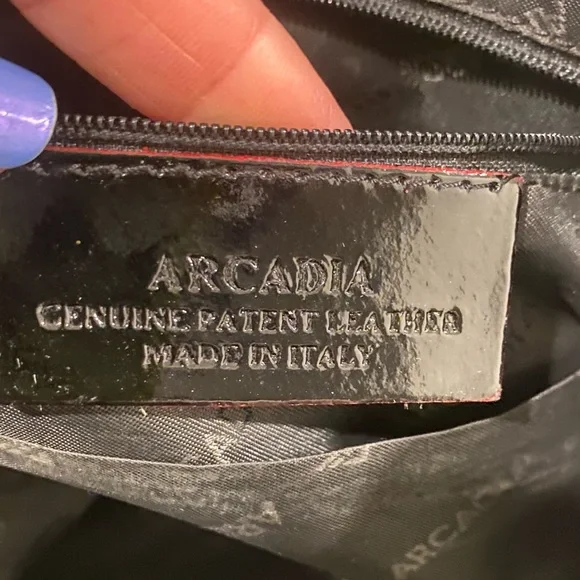 ARCADIA
GENUINE PATENT LEATHER
MADE IN ITALY
ARCADIA